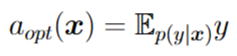 a_{opt}(𝒙) = 𝔼_{p(y|𝒙)} y